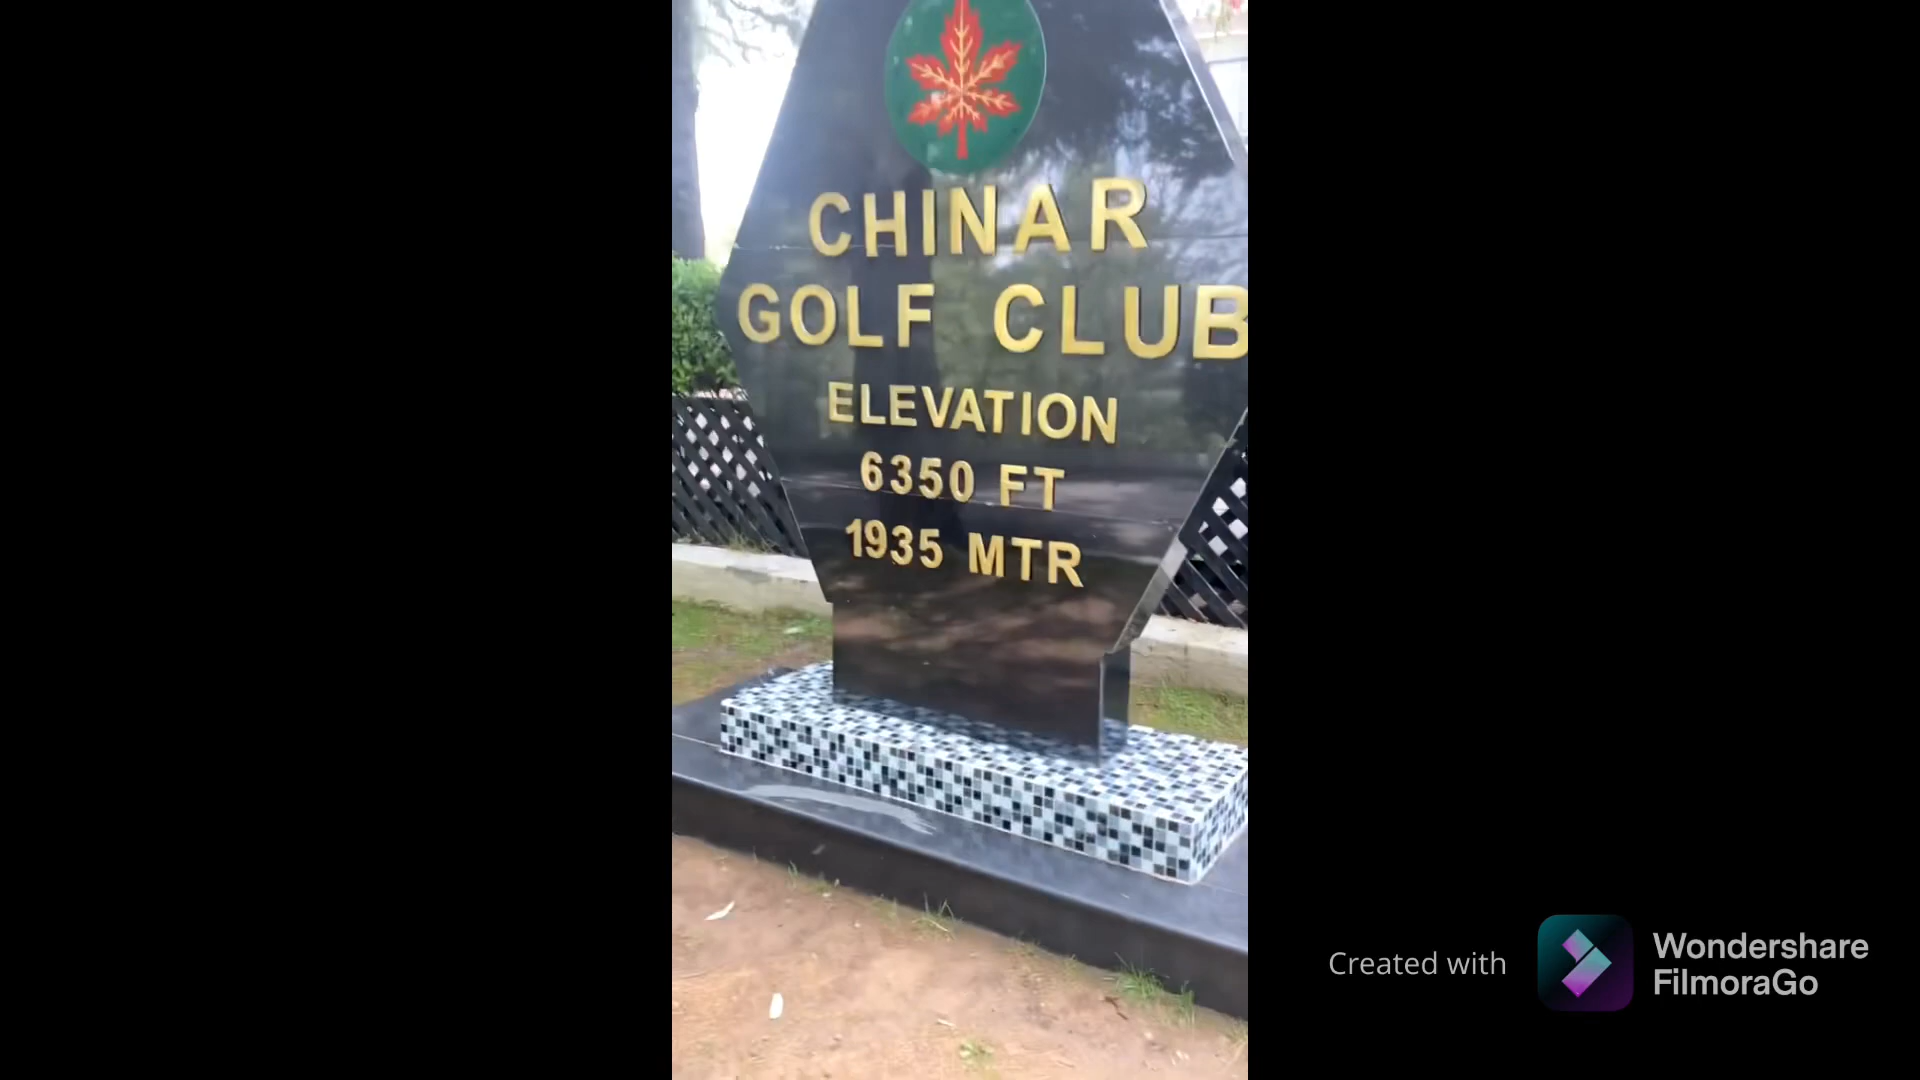 CHINAR
GOLF CLUB
ELEVATION
6350 FT
1935 MTR
Created with
Wondershare
FilmoraGo